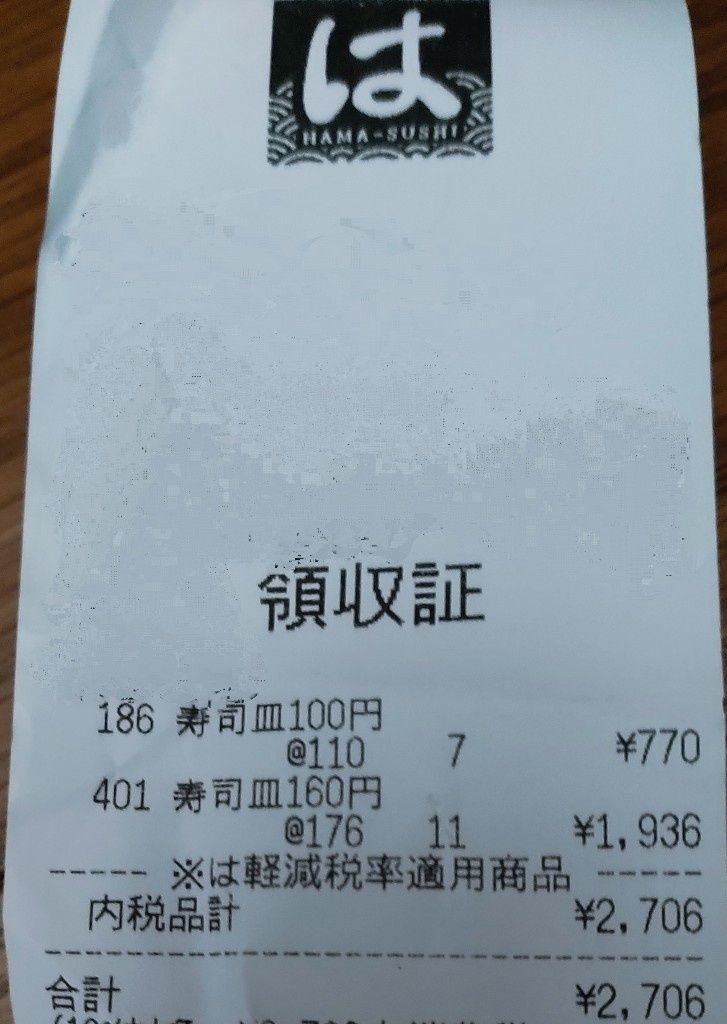 は
HAMA-SUSHI
領収証
186 寿司皿100円
@110 7 ¥770
401 寿司皿160円
@176 11 ¥1,936
----- ※は軽減税率適用商品 -----
内税品計 ¥2,706
合計 ¥2,706